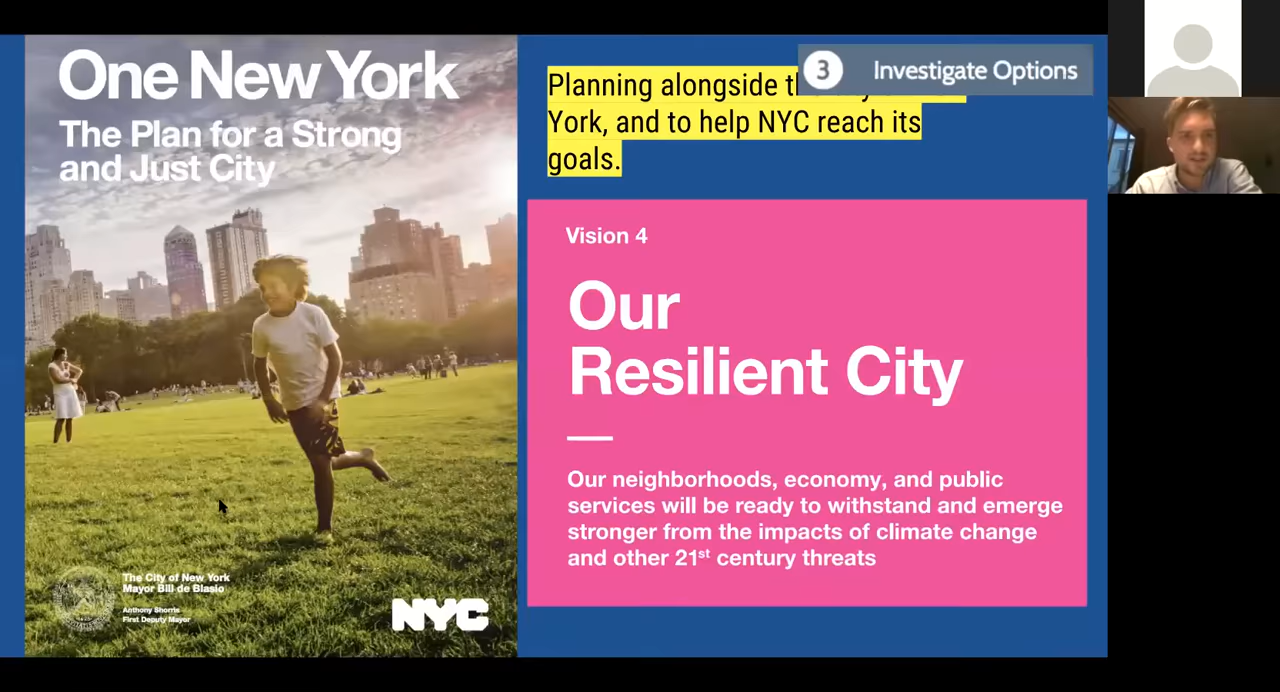 One New York
The Plan for a Strong
and Just City
The City of New York
Mayor Bill de Blasio
Anthony Shorris
First Deputy Mayor
NYC
3 Investigate Options
Planning alongside
York, and to help NYC reach its
goals.
Vision 4
Our
Resilient City
Our neighborhoods, economy, and public
services will be ready to withstand and emerge
stronger from the impacts of climate change
and other 21st century threats